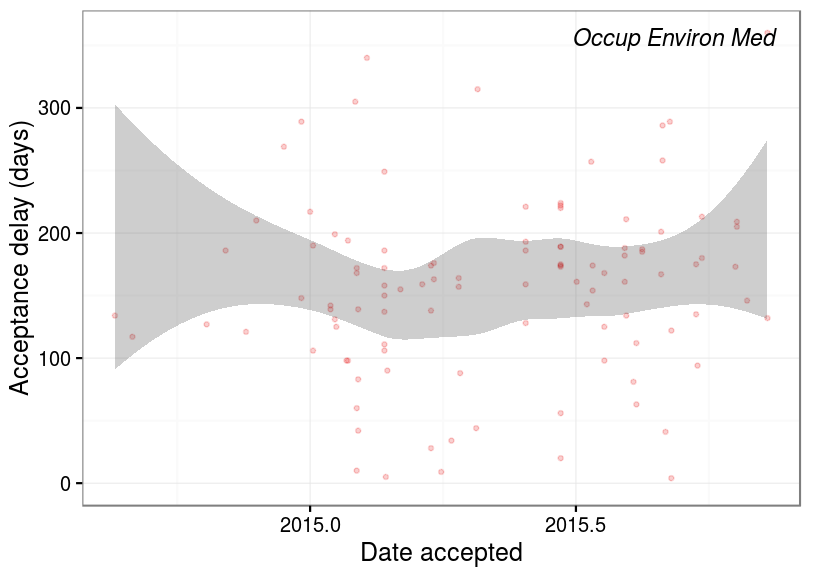 Occup Environ Med
Acceptance delay (days)
300
200
100
0
2015.0
2015.5
Date accepted